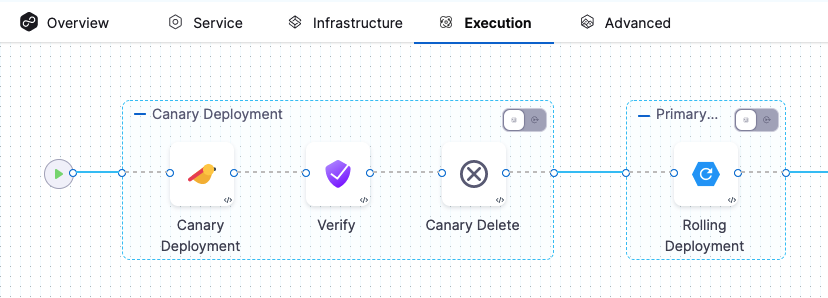 Overview
Service
Infrastructure
Execution
Advanced
Canary Deployment
Primary...
Canary
Deployment
Verify
Canary Delete
Rolling
Deployment